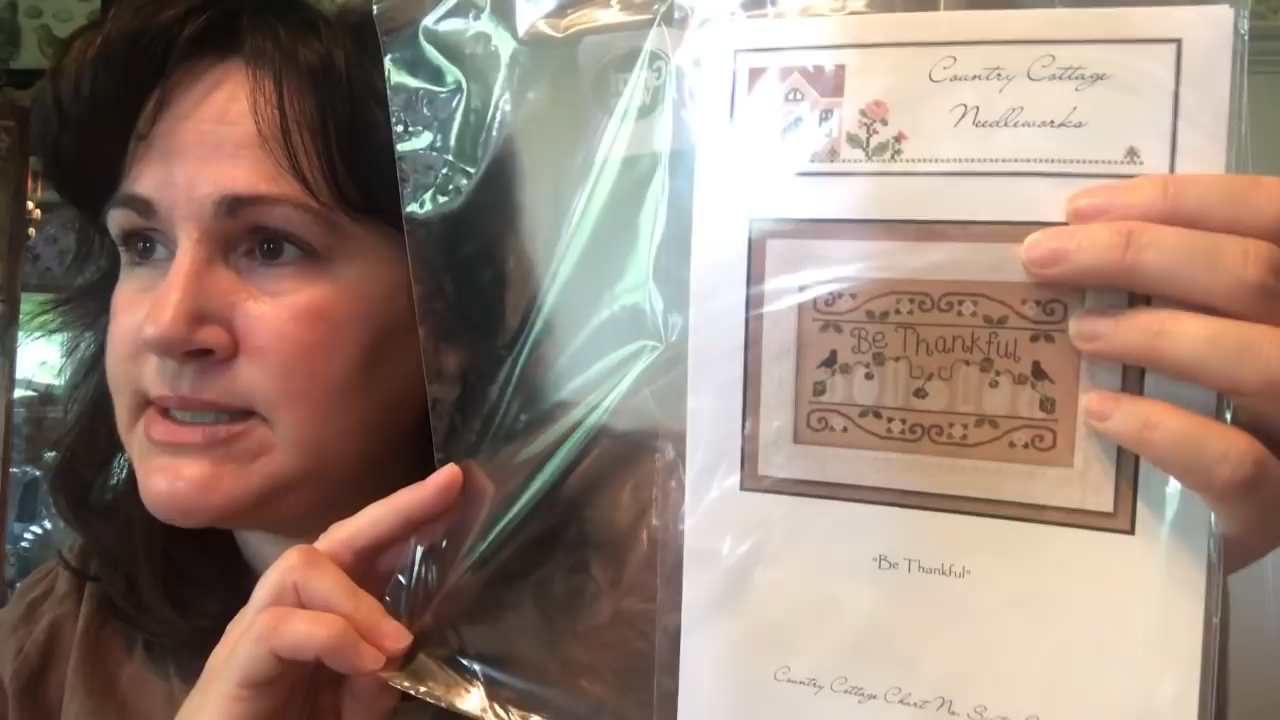 Country Cottage
Needleworks
Be Thankful
"Be Thankful"
Country Cottage Chart No.